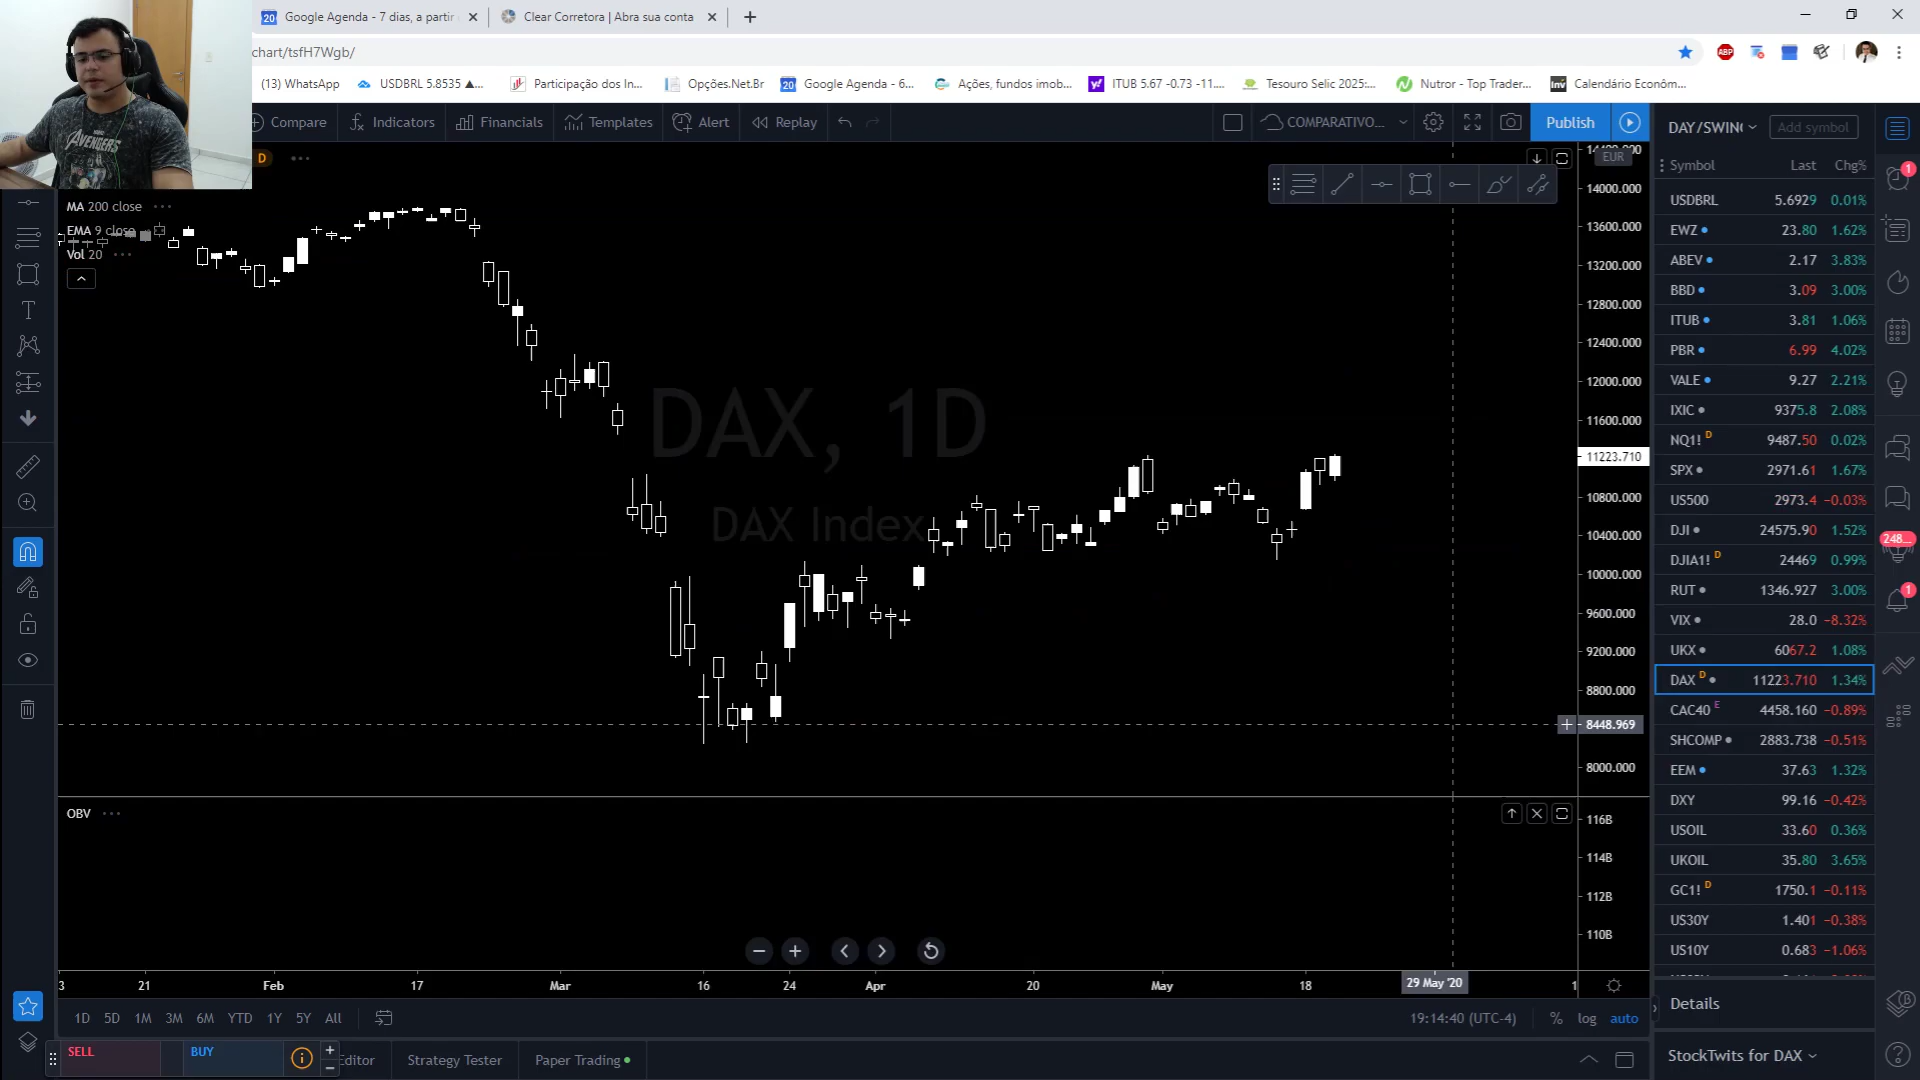 Google Agenda - 7 dias, a partir
Clear Corretora | Abra sua conta
chart/tsfH7Wgb/
ABP
(13) WhatsApp
USDBRL 5.8535 ▲...
Participação dos In...
Opções.Net.Br
Google Agenda - 6...
Ações, fundos imob...
ITUB 5.67 -0.73 -11....
Tesouro Selic 2025:...
Nutror - Top Trader...
Calendário Econôm...
Compare
Indicators
Financials
Templates
Alert
Replay
COMPARATIVO...
Publish
DAY/SWIN
Add symbol
D
EUR
Symbol Last Chg%
MA 200 close
EMA 9 close
Vol 20
AVENGERS
DAX, 1D
DAX Index
14000.000
13600.000
13200.000
12800.000
12400.000
12000.000
11600.000
11223.710
10800.000
10400.000
10000.000
9600.000
9200.000
8800.000
8448.969
8000.000
USDBRL 5.6929 0.01%
EWZ 23.80 1.62%
ABEV 2.17 3.83%
BBD 3.09 3.00%
ITUB 3.81 1.06%
PBR 6.99 4.02%
VALE 9.27 2.21%
IXIC 9375.8 2.08%
NQ1! D 9487.50 0.02%
SPX 2971.61 1.67%
US500 2973.4 −0.03%
DJI 24575.90 1.52%
DJIA1! D 24469 0.99%
RUT 1346.927 3.00%
VIX 28.0 −8.32%
UKX 6067.2 1.08%
DAX D 11223.710 1.34%
CAC40 E 4458.160 −0.89%
SHCOMP 2883.738 −0.51%
EEM 37.63 1.32%
DXY 99.16 −0.42%
USOIL 33.60 0.36%
UKOIL 35.80 3.65%
GC1! D 1750.1 −0.11%
US30Y 1.401 −0.38%
US10Y 0.683 −1.06%
1
248
1
OBV
116B
114B
112B
110B
3 21 Feb 17 Mar 16 24 Apr 20 May 18 29 May '20 1
1D 5D 1M 3M 6M YTD 1Y 5Y All
19:14:40 (UTC-4) % log auto
Details
SELL
BUY
Editor
Strategy Tester
Paper Trading
StockTwits for DAX